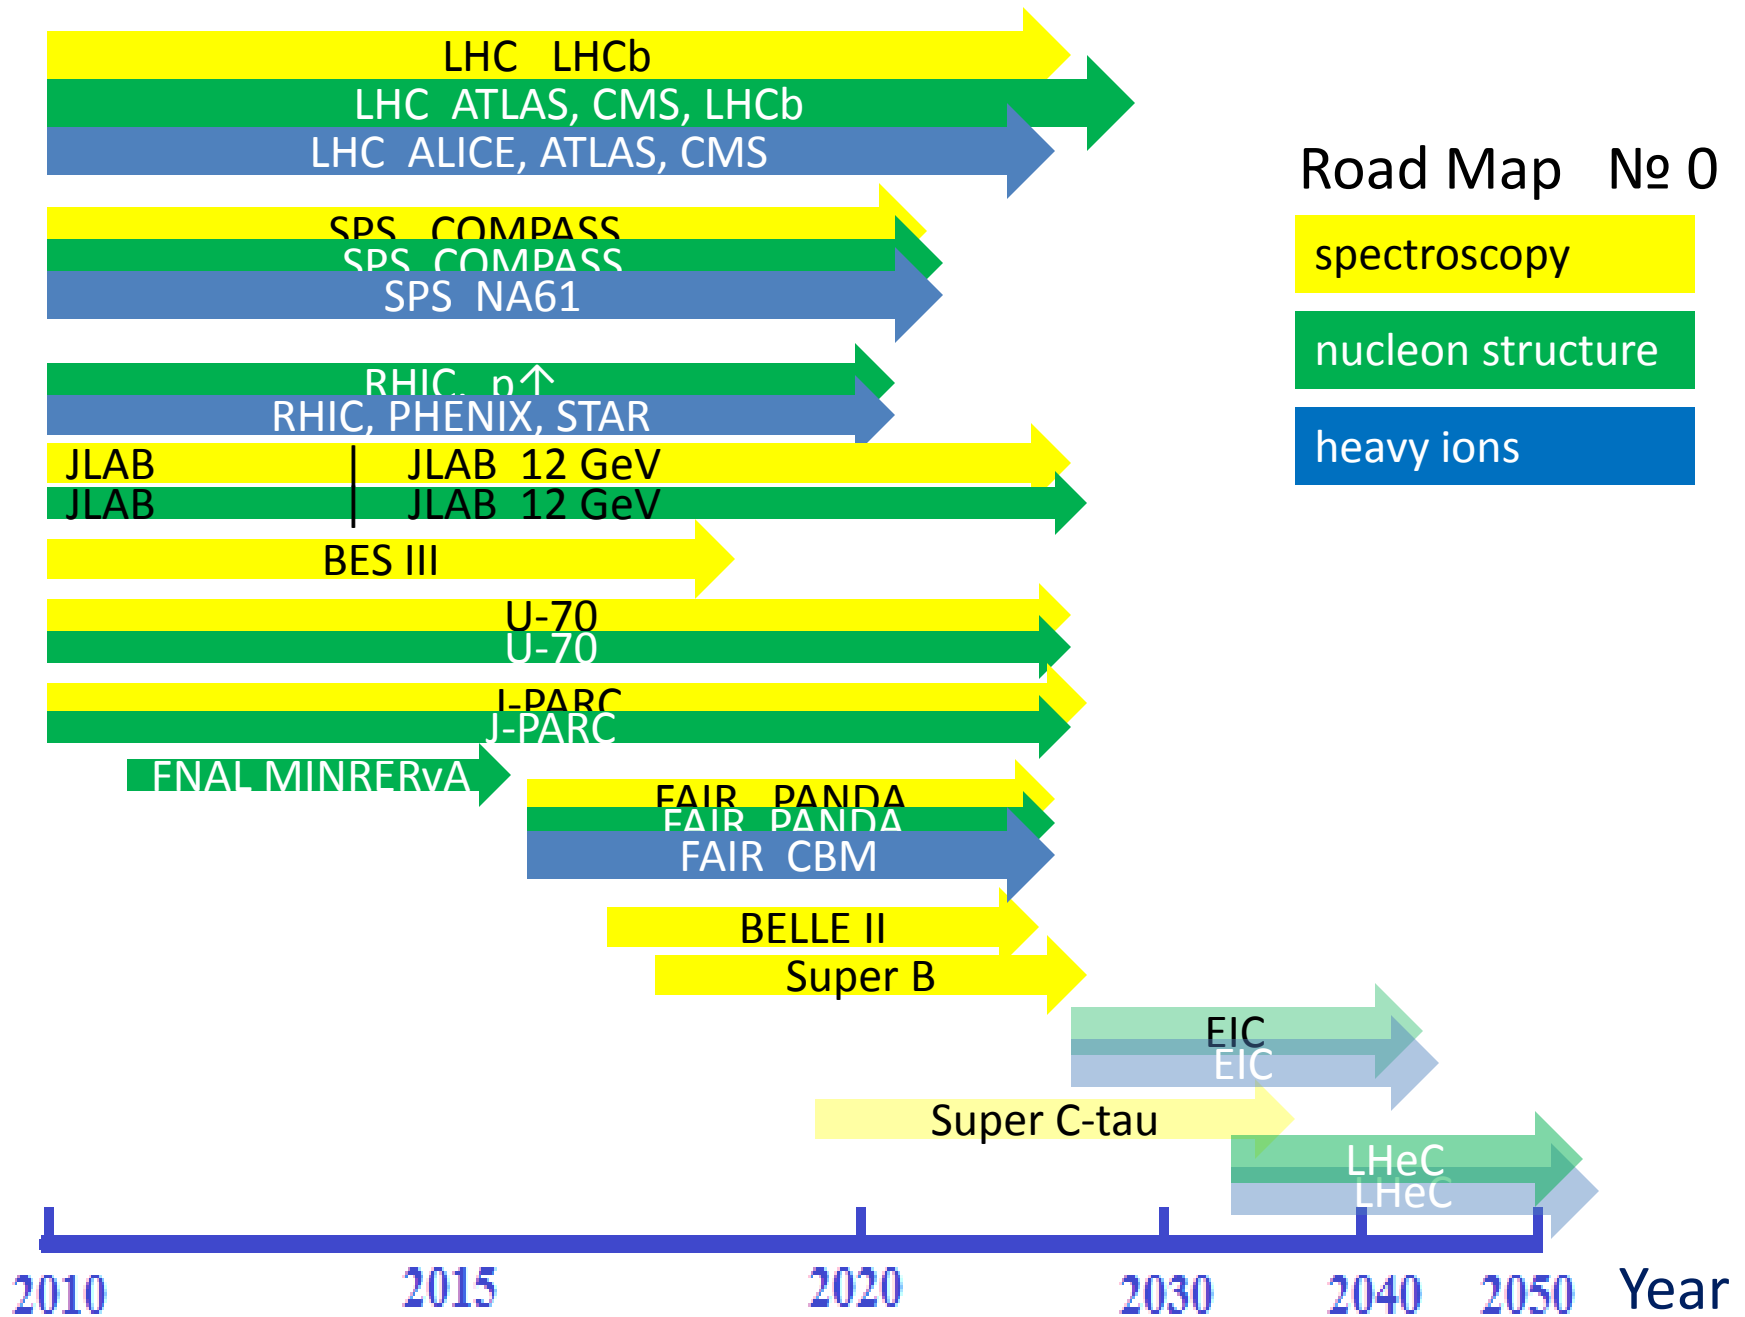 LHC LHCb
LHC ATLAS, CMS, LHCb
LHC ALICE, ATLAS, CMS
Road Map № 0
spectroscopy
nucleon structure
heavy ions
SPS COMPASS
SPS COMPASS
SPS NA61
RHIC, p↑
RHIC, PHENIX, STAR
JLAB | JLAB 12 GeV
JLAB | JLAB 12 GeV
BES III
U-70
U-70
J-PARC
J-PARC
FNAL MINRERvA
FAIR PANDA
FAIR PANDA
FAIR CBM
BELLE II
Super B
EIC
EIC
Super C-tau
LHeC
LHeC
2010 2015 2020 2030 2040 2050 Year